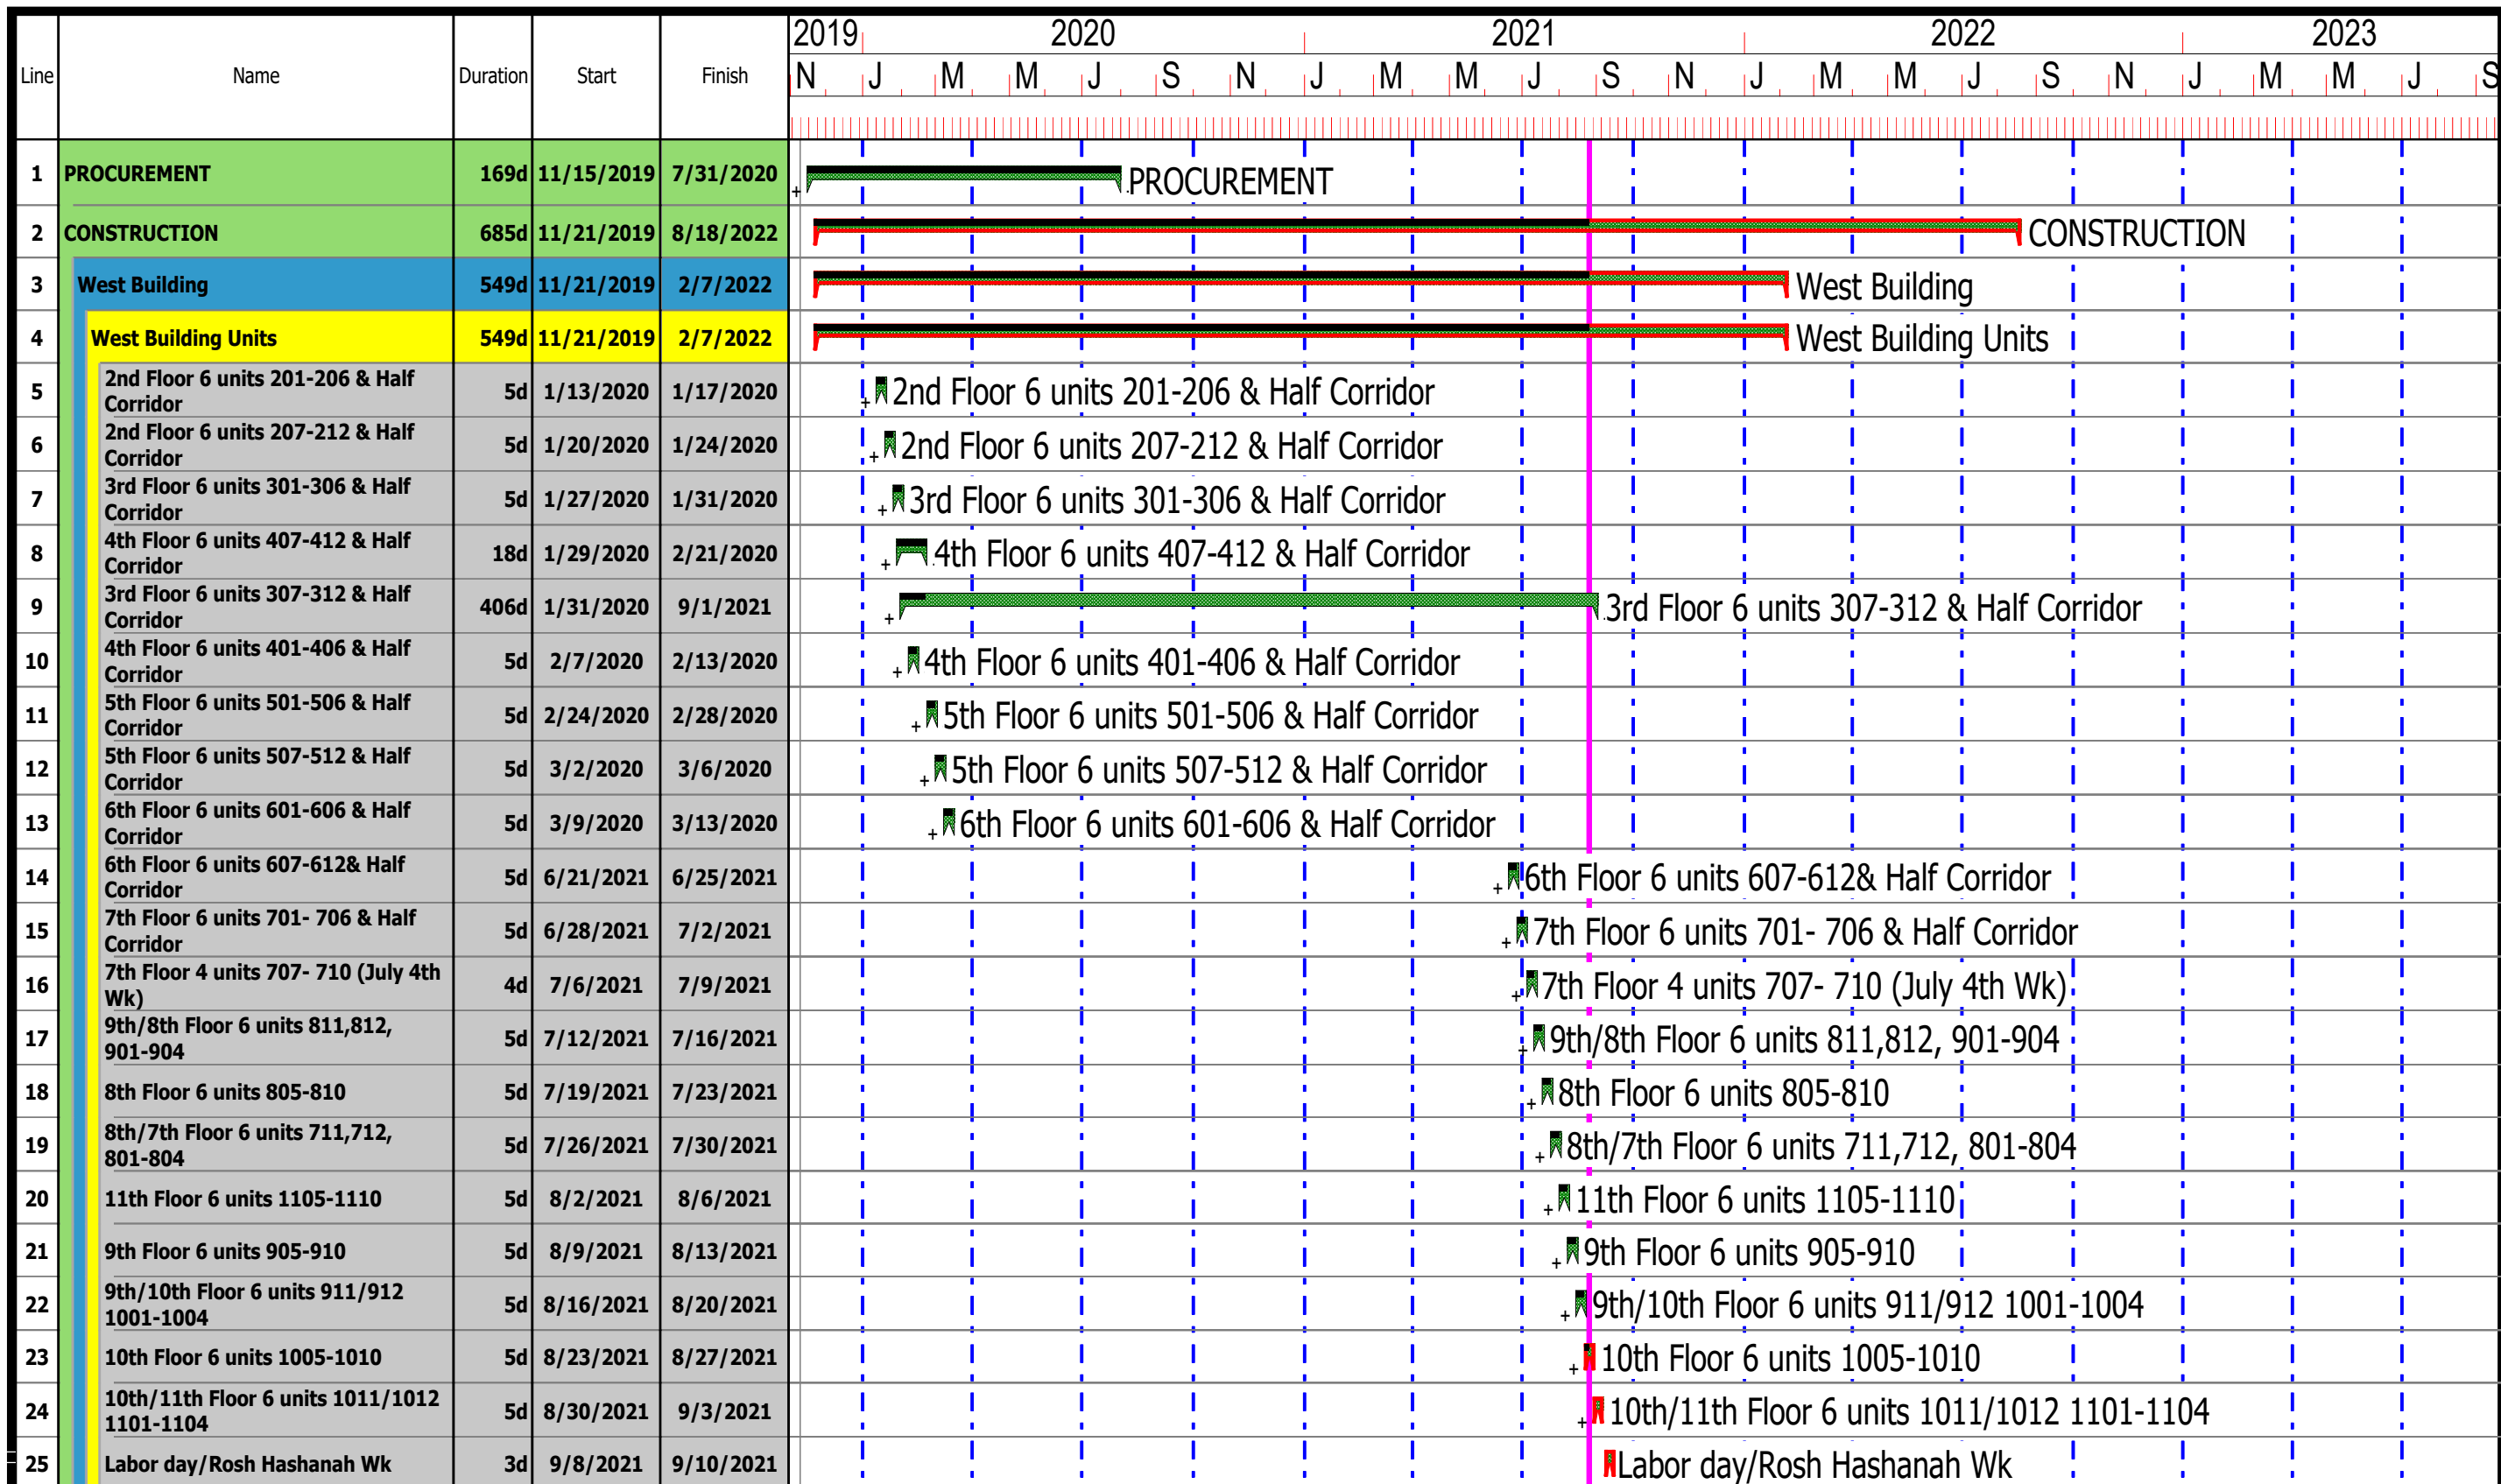 2019 2020 2021 2022 2023
Line Name Duration Start Finish N J M M J S N J M M J S N J M M J S N J M M J S
1 PROCUREMENT 169d 11/15/2019 7/31/2020 PROCUREMENT
2 CONSTRUCTION 685d 11/21/2019 8/18/2022 CONSTRUCTION
3 West Building 549d 11/21/2019 2/7/2022 West Building
4 West Building Units 549d 11/21/2019 2/7/2022 West Building Units
2nd Floor 6 units 201-206 & Half
5 Corridor 5d 1/13/2020 1/17/2020 2nd Floor 6 units 201-206 & Half Corridor
2nd Floor 6 units 207-212 & Half
6 Corridor 5d 1/20/2020 1/24/2020 2nd Floor 6 units 207-212 & Half Corridor
3rd Floor 6 units 301-306 & Half
7 Corridor 5d 1/27/2020 1/31/2020 3rd Floor 6 units 301-306 & Half Corridor
4th Floor 6 units 407-412 & Half
8 Corridor 18d 1/29/2020 2/21/2020 4th Floor 6 units 407-412 & Half Corridor
3rd Floor 6 units 307-312 & Half
9 Corridor 406d 1/31/2020 9/1/2021 3rd Floor 6 units 307-312 & Half Corridor
4th Floor 6 units 401-406 & Half
10 Corridor 5d 2/7/2020 2/13/2020 4th Floor 6 units 401-406 & Half Corridor
5th Floor 6 units 501-506 & Half
11 Corridor 5d 2/24/2020 2/28/2020 5th Floor 6 units 501-506 & Half Corridor
5th Floor 6 units 507-512 & Half
12 Corridor 5d 3/2/2020 3/6/2020 5th Floor 6 units 507-512 & Half Corridor
6th Floor 6 units 601-606 & Half
13 Corridor 5d 3/9/2020 3/13/2020 6th Floor 6 units 601-606 & Half Corridor
6th Floor 6 units 607-612& Half
14 Corridor 5d 6/21/2021 6/25/2021 6th Floor 6 units 607-612& Half Corridor
7th Floor 6 units 701- 706 & Half
15 Corridor 5d 6/28/2021 7/2/2021 7th Floor 6 units 701- 706 & Half Corridor
7th Floor 4 units 707- 710 (July 4th
16 Wk) 4d 7/6/2021 7/9/2021 7th Floor 4 units 707- 710 (July 4th Wk)
9th/8th Floor 6 units 811,812,
17 901-904 5d 7/12/2021 7/16/2021 9th/8th Floor 6 units 811,812, 901-904
18 8th Floor 6 units 805-810 5d 7/19/2021 7/23/2021 8th Floor 6 units 805-810
8th/7th Floor 6 units 711,712,
19 801-804 5d 7/26/2021 7/30/2021 8th/7th Floor 6 units 711,712, 801-804
20 11th Floor 6 units 1105-1110 5d 8/2/2021 8/6/2021 11th Floor 6 units 1105-1110
21 9th Floor 6 units 905-910 5d 8/9/2021 8/13/2021 9th Floor 6 units 905-910
9th/10th Floor 6 units 911/912
22 1001-1004 5d 8/16/2021 8/20/2021 9th/10th Floor 6 units 911/912 1001-1004
23 10th Floor 6 units 1005-1010 5d 8/23/2021 8/27/2021 10th Floor 6 units 1005-1010
10th/11th Floor 6 units 1011/1012
24 1101-1104 5d 8/30/2021 9/3/2021 10th/11th Floor 6 units 1011/1012 1101-1104
25 Labor day/Rosh Hashanah Wk 3d 9/8/2021 9/10/2021 Labor day/Rosh Hashanah Wk